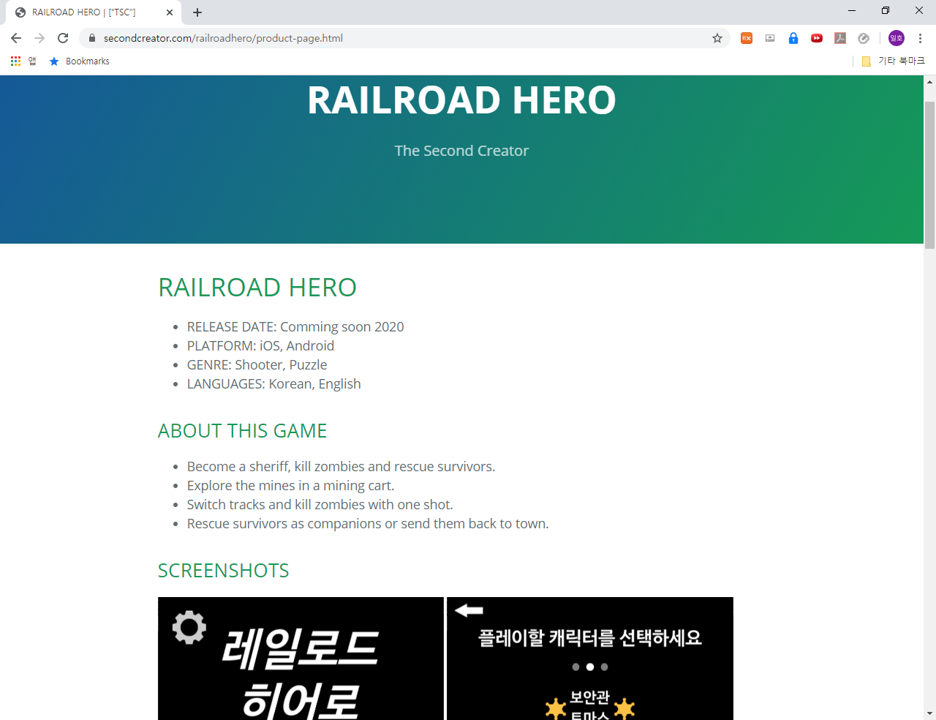 RAILROAD HERO | ["TSC"]
secondcreator.com/railroadhero/product-page.html
일호
앱
Bookmarks
기타 북마크
RAILROAD HERO
The Second Creator
RAILROAD HERO
RELEASE DATE: Comming soon 2020
PLATFORM: iOS, Android
GENRE: Shooter, Puzzle
LANGUAGES: Korean, English
ABOUT THIS GAME
Become a sheriff, kill zombies and rescue survivors.
Explore the mines in a mining cart.
Switch tracks and kill zombies with one shot.
Rescue survivors as companions or send them back to town.
SCREENSHOTS
레일로드
히어로
플레이할 캐릭터를 선택하세요
보안관
토마스